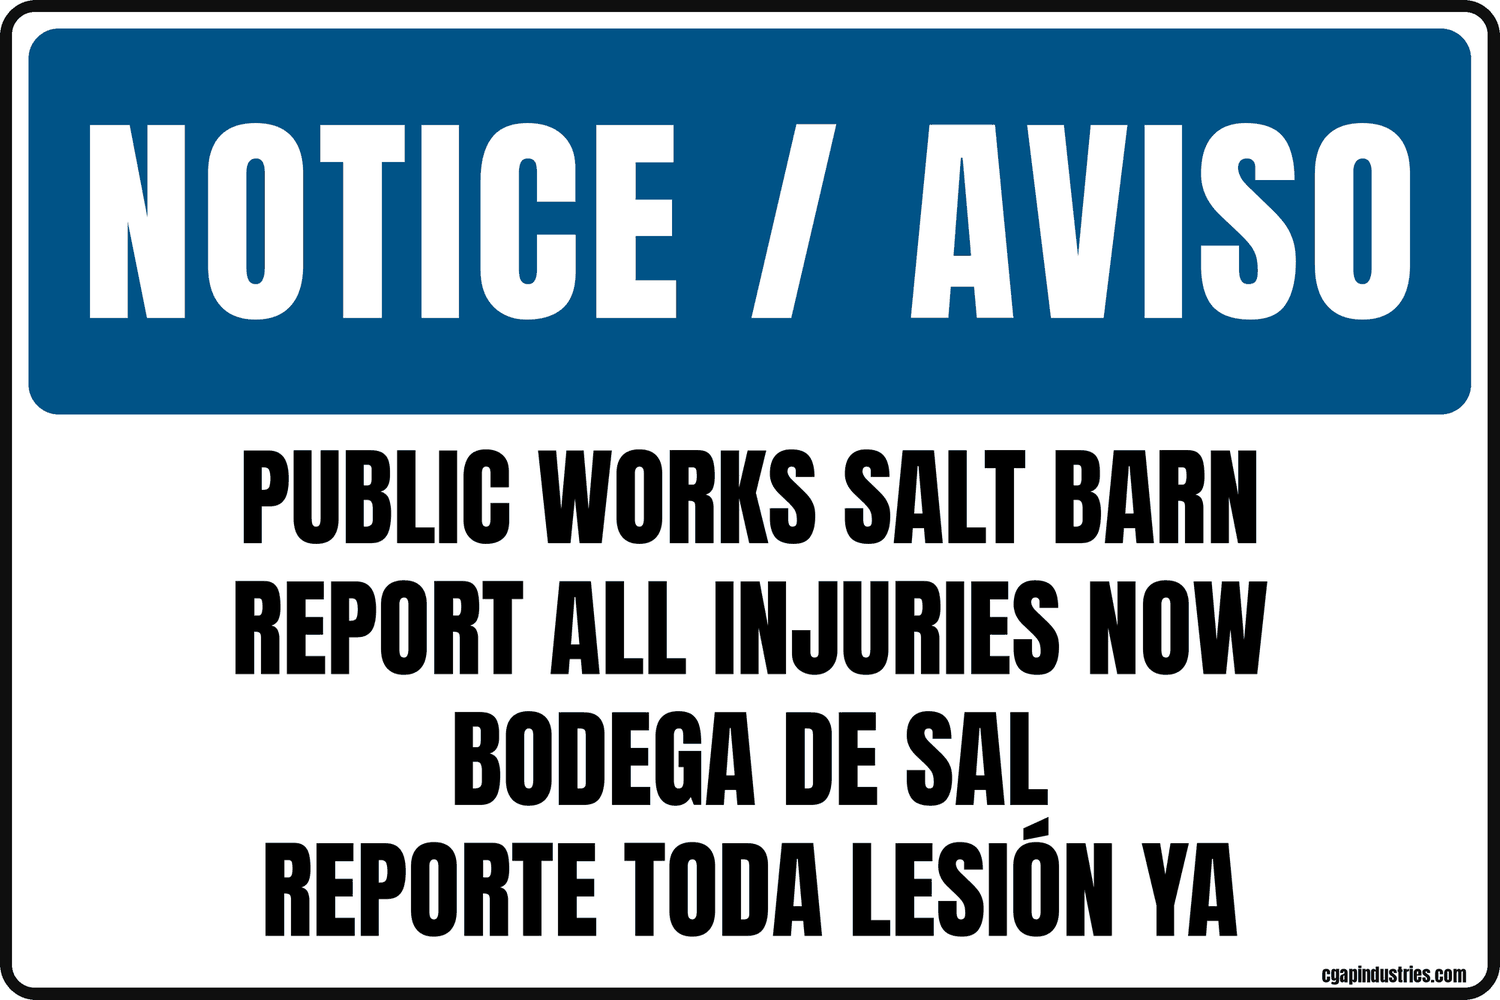 NOTICE / AVISO
PUBLIC WORKS SALT BARN
REPORT ALL INJURIES NOW
BODEGA DE SAL
REPORTE TODA LESIÓN YA
cgapindustries.com